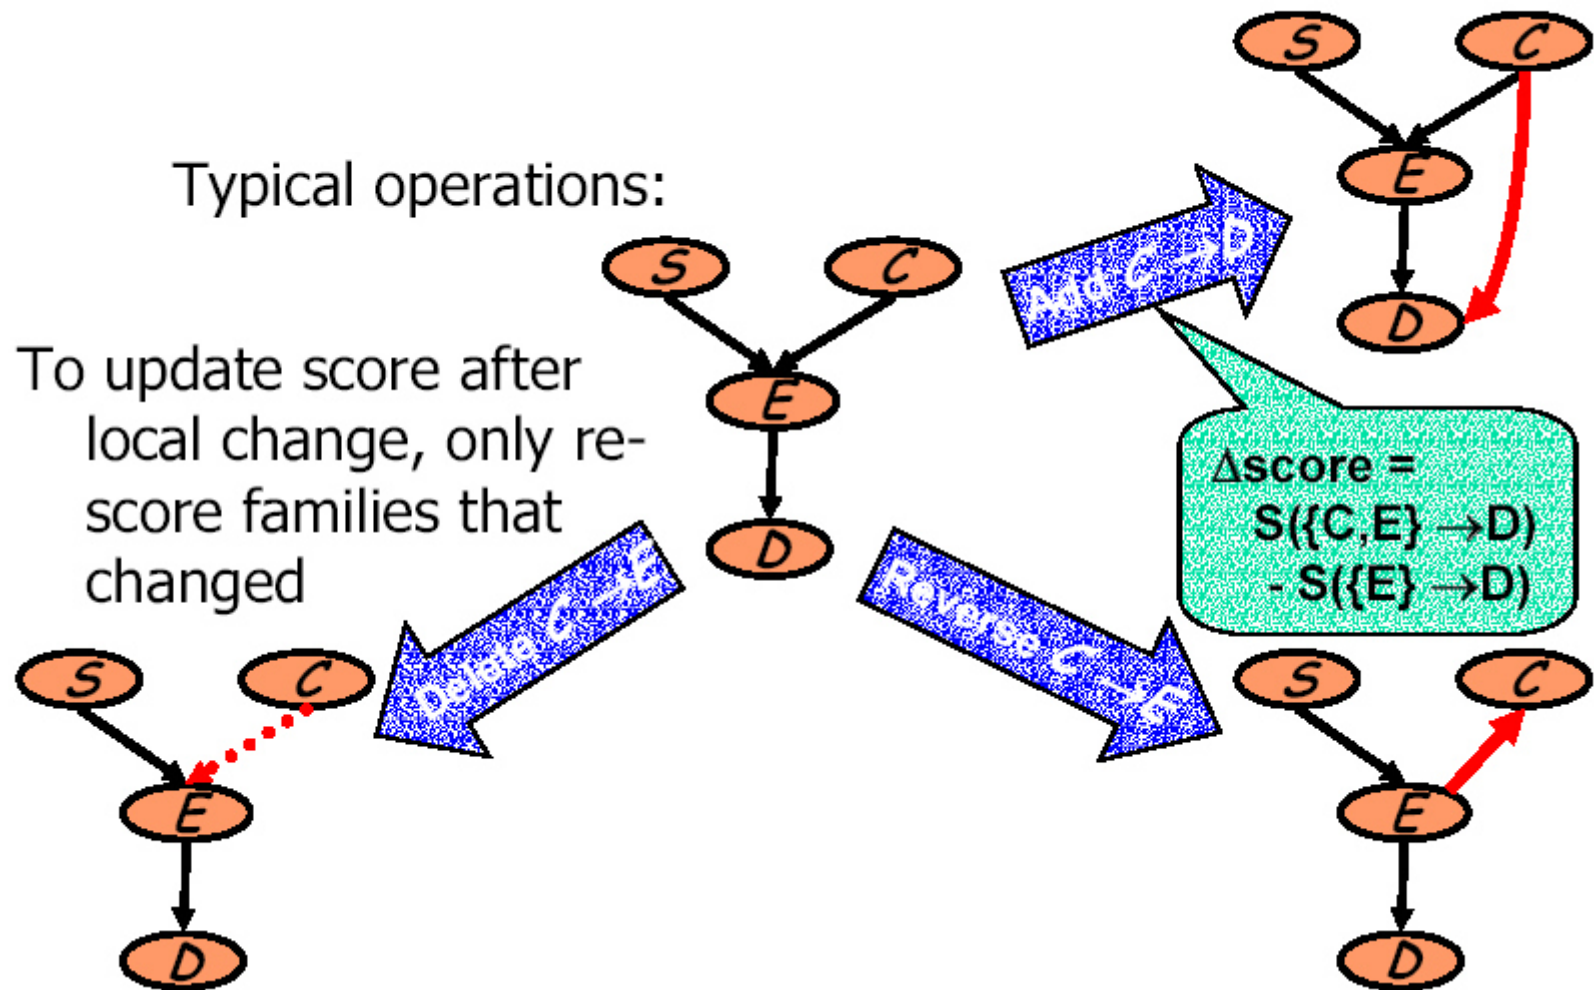 Typical operations:
To update score after
local change, only re-
score families that
changed
S
C
E
D
Add C →D
S
C
E
D
Δscore =
S({C,E} →D)
- S({E} →D)
Delete C →E
S
C
E
D
Reverse C →E
S
C
E
D